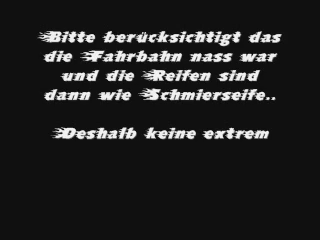 Bitte berücksichtigt das
die Fahrbahn nass war
und die Reifen sind
dann wie Schmierseife..
Deshalb keine extrem